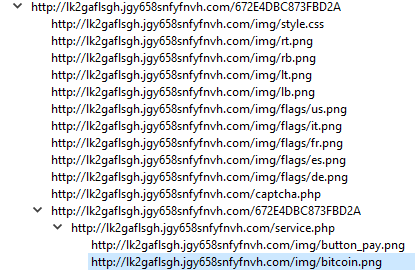 http://lk2gaflsgh.jgy658snfyfnvh.com/672E4DBC873FBD2A
http://lk2gaflsgh.jgy658snfyfnvh.com/img/style.css
http://lk2gaflsgh.jgy658snfyfnvh.com/img/rt.png
http://lk2gaflsgh.jgy658snfyfnvh.com/img/rb.png
http://lk2gaflsgh.jgy658snfyfnvh.com/img/lt.png
http://lk2gaflsgh.jgy658snfyfnvh.com/img/lb.png
http://lk2gaflsgh.jgy658snfyfnvh.com/img/flags/us.png
http://lk2gaflsgh.jgy658snfyfnvh.com/img/flags/it.png
http://lk2gaflsgh.jgy658snfyfnvh.com/img/flags/fr.png
http://lk2gaflsgh.jgy658snfyfnvh.com/img/flags/es.png
http://lk2gaflsgh.jgy658snfyfnvh.com/img/flags/de.png
http://lk2gaflsgh.jgy658snfyfnvh.com/captcha.php
http://lk2gaflsgh.jgy658snfyfnvh.com/672E4DBC873FBD2A
http://lk2gaflsgh.jgy658snfyfnvh.com/service.php
http://lk2gaflsgh.jgy658snfyfnvh.com/img/button_pay.png
http://lk2gaflsgh.jgy658snfyfnvh.com/img/bitcoin.png